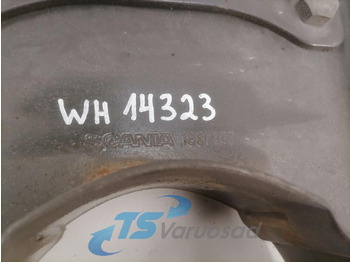 WH 14323
SCANIA
TS
Varuosad